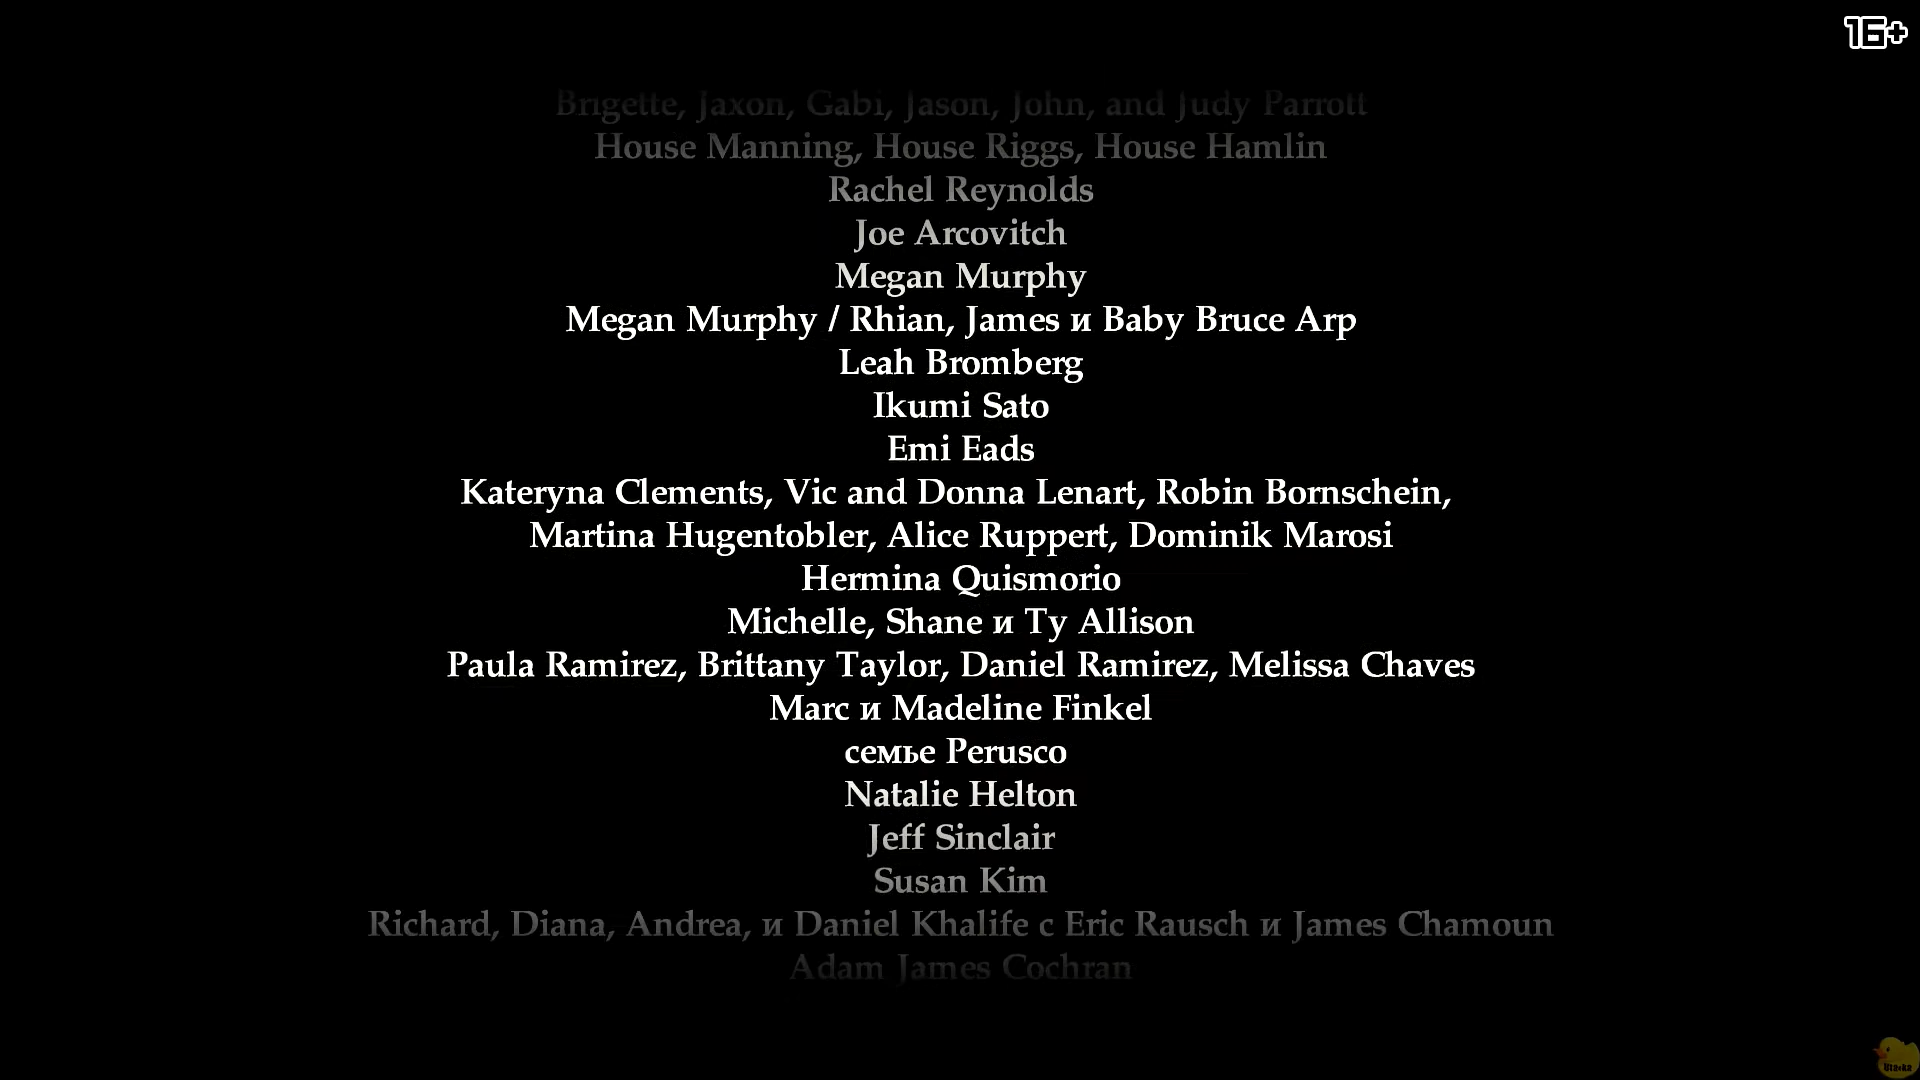 16+
Brigette, Jaxon, Gabi, Jason, John, and Judy Parrott
House Manning, House Riggs, House Hamlin
Rachel Reynolds
Joe Arcovitch
Megan Murphy
Megan Murphy / Rhian, James и Baby Bruce Arp
Leah Bromberg
Ikumi Sato
Emi Eads
Kateryna Clements, Vic and Donna Lenart, Robin Bornschein,
Martina Hugentobler, Alice Ruppert, Dominik Marosi
Hermina Quismorio
Michelle, Shane и Ty Allison
Paula Ramirez, Brittany Taylor, Daniel Ramirez, Melissa Chaves
Marc и Madeline Finkel
семье Perusco
Natalie Helton
Jeff Sinclair
Susan Kim
Richard, Diana, Andrea, и Daniel Khalife с Eric Rausch и James Chamoun
Adam James Cochran